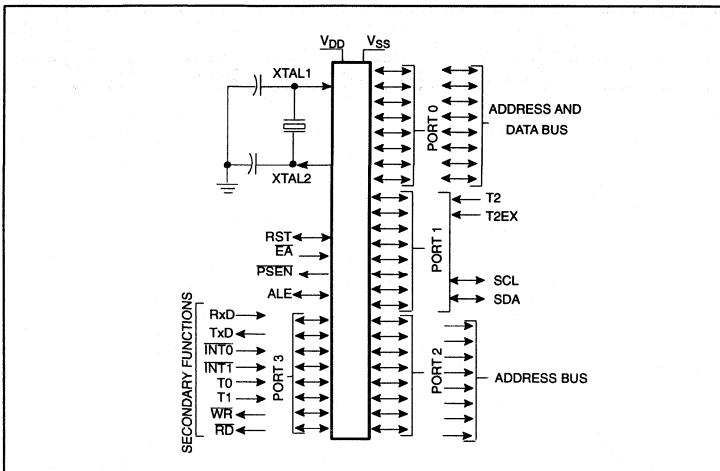 VDD VSS
XTAL1
XTAL2
PORT 0
ADDRESS AND
DATA BUS
PORT 1
T2
T2EX
SCL
SDA
RST
EA
PSEN
ALE
SECONDARY FUNCTIONS
RxD
TxD
INT0
INT1
T0
T1
WR
RD
PORT 3
PORT 2
ADDRESS BUS